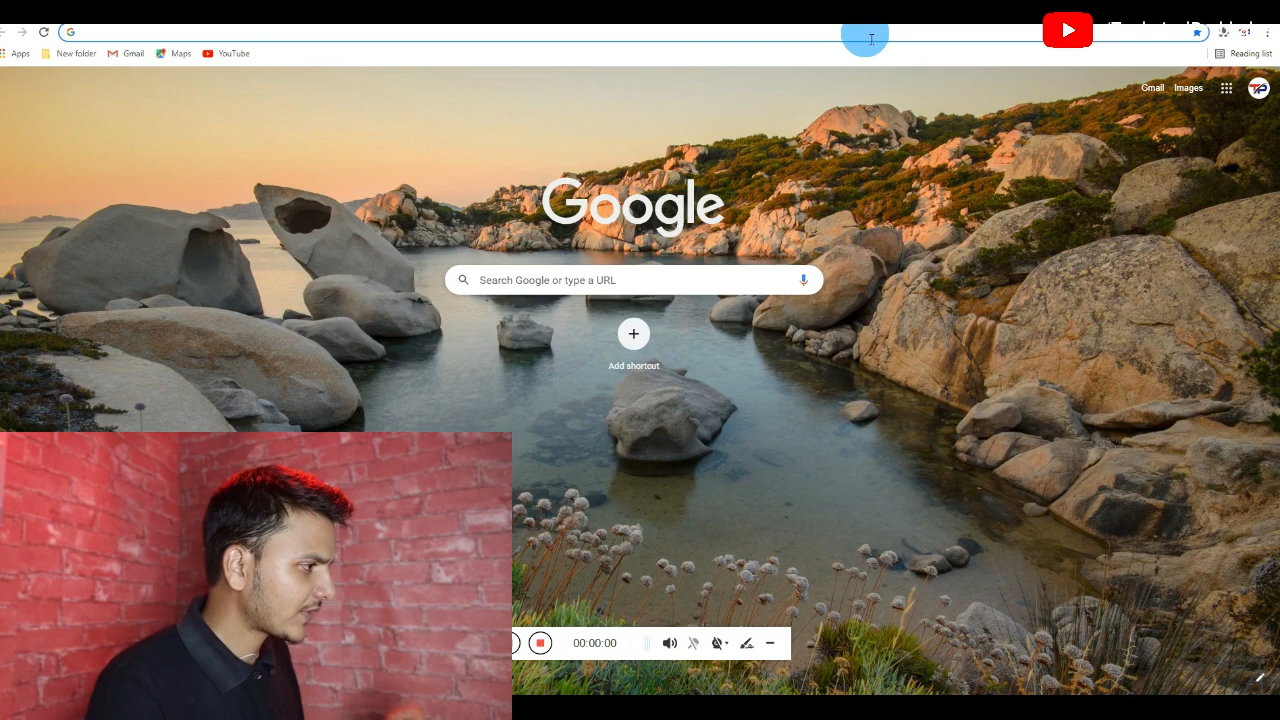 Apps New folder Gmail Maps YouTube
Reading list
Gmail Images
TP
Google
Search Google or type a URL
Add shortcut
00:00:00